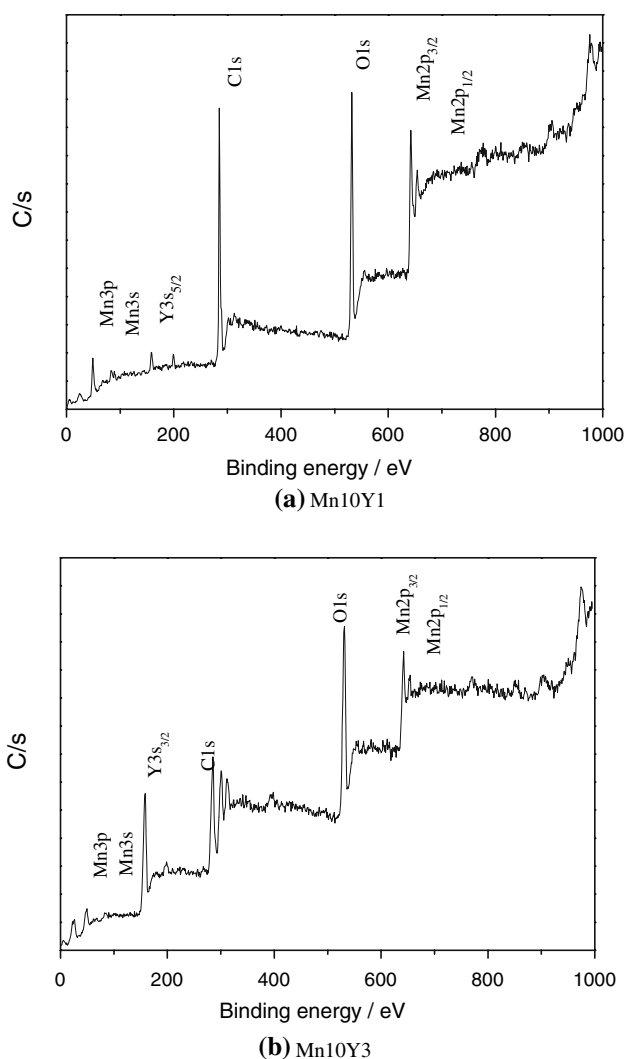 C/s
Mn3p
Mn3s
Y3s5/2
C1s
O1s
Mn2p3/2
Mn2p1/2
0 200 400 600 800 1000
Binding energy / eV
(a) Mn10Y1
C/s
Mn3p
Mn3s
Y3s3/2
C1s
O1s
Mn2p3/2
Mn2p1/2
0 200 400 600 800 1000
Binding energy / eV
(b) Mn10Y3